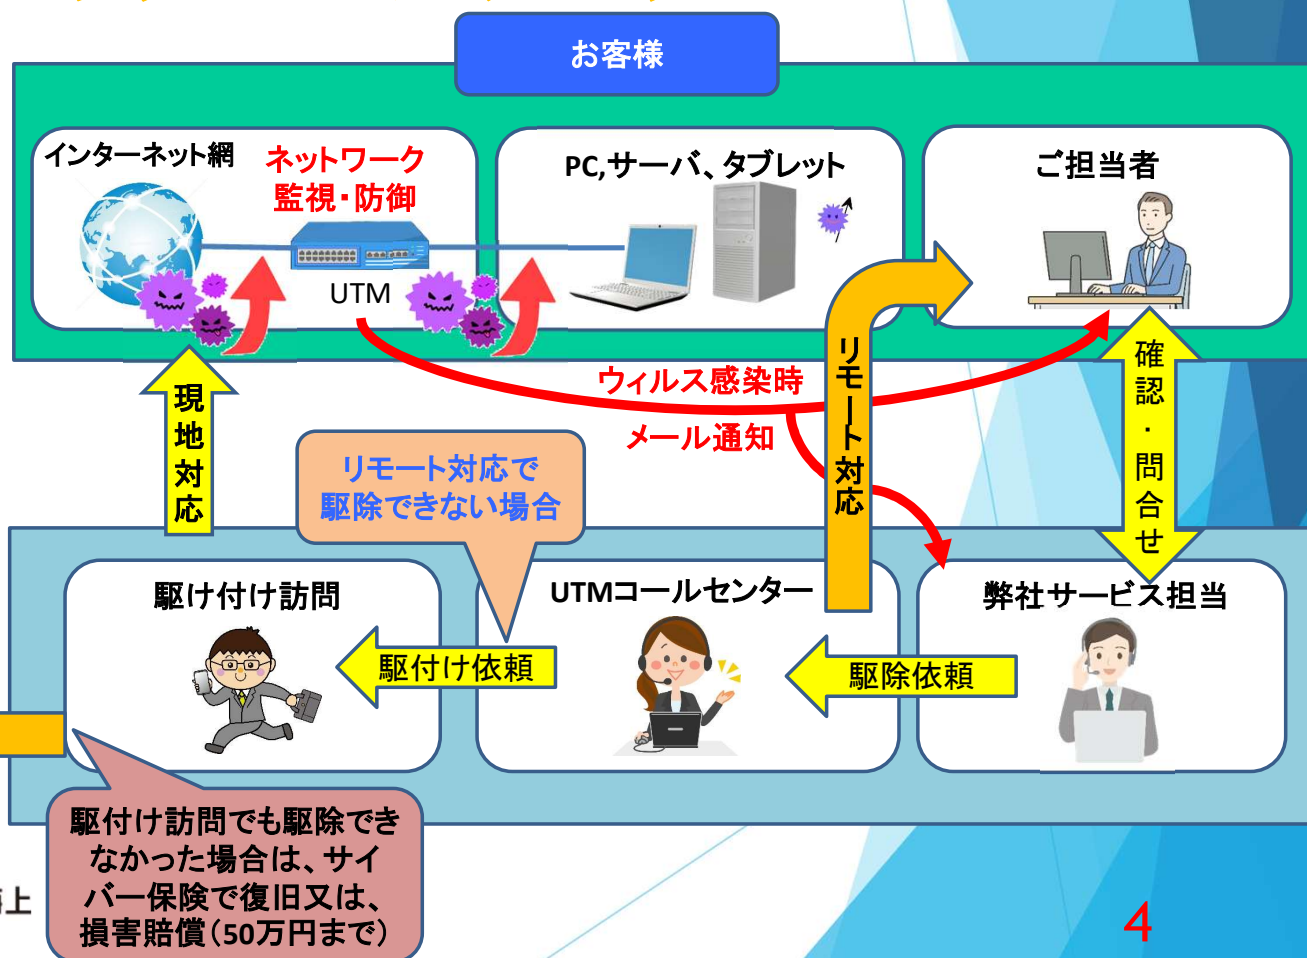 お客様
インターネット網
ネットワーク
監視・防御
UTM
PC,サーバ、タブレット
ご担当者
ウィルス感染時
メール通知
リモート対応
確認・問合せ
現地対応
リモート対応で
駆除できない場合
駆け付け訪問
駆付け依頼
UTMコールセンター
駆除依頼
弊社サービス担当
駆付け訪問でも駆除でき
なかった場合は、サイ
バー保険で復旧又は、
損害賠償(50万円まで)
上
4